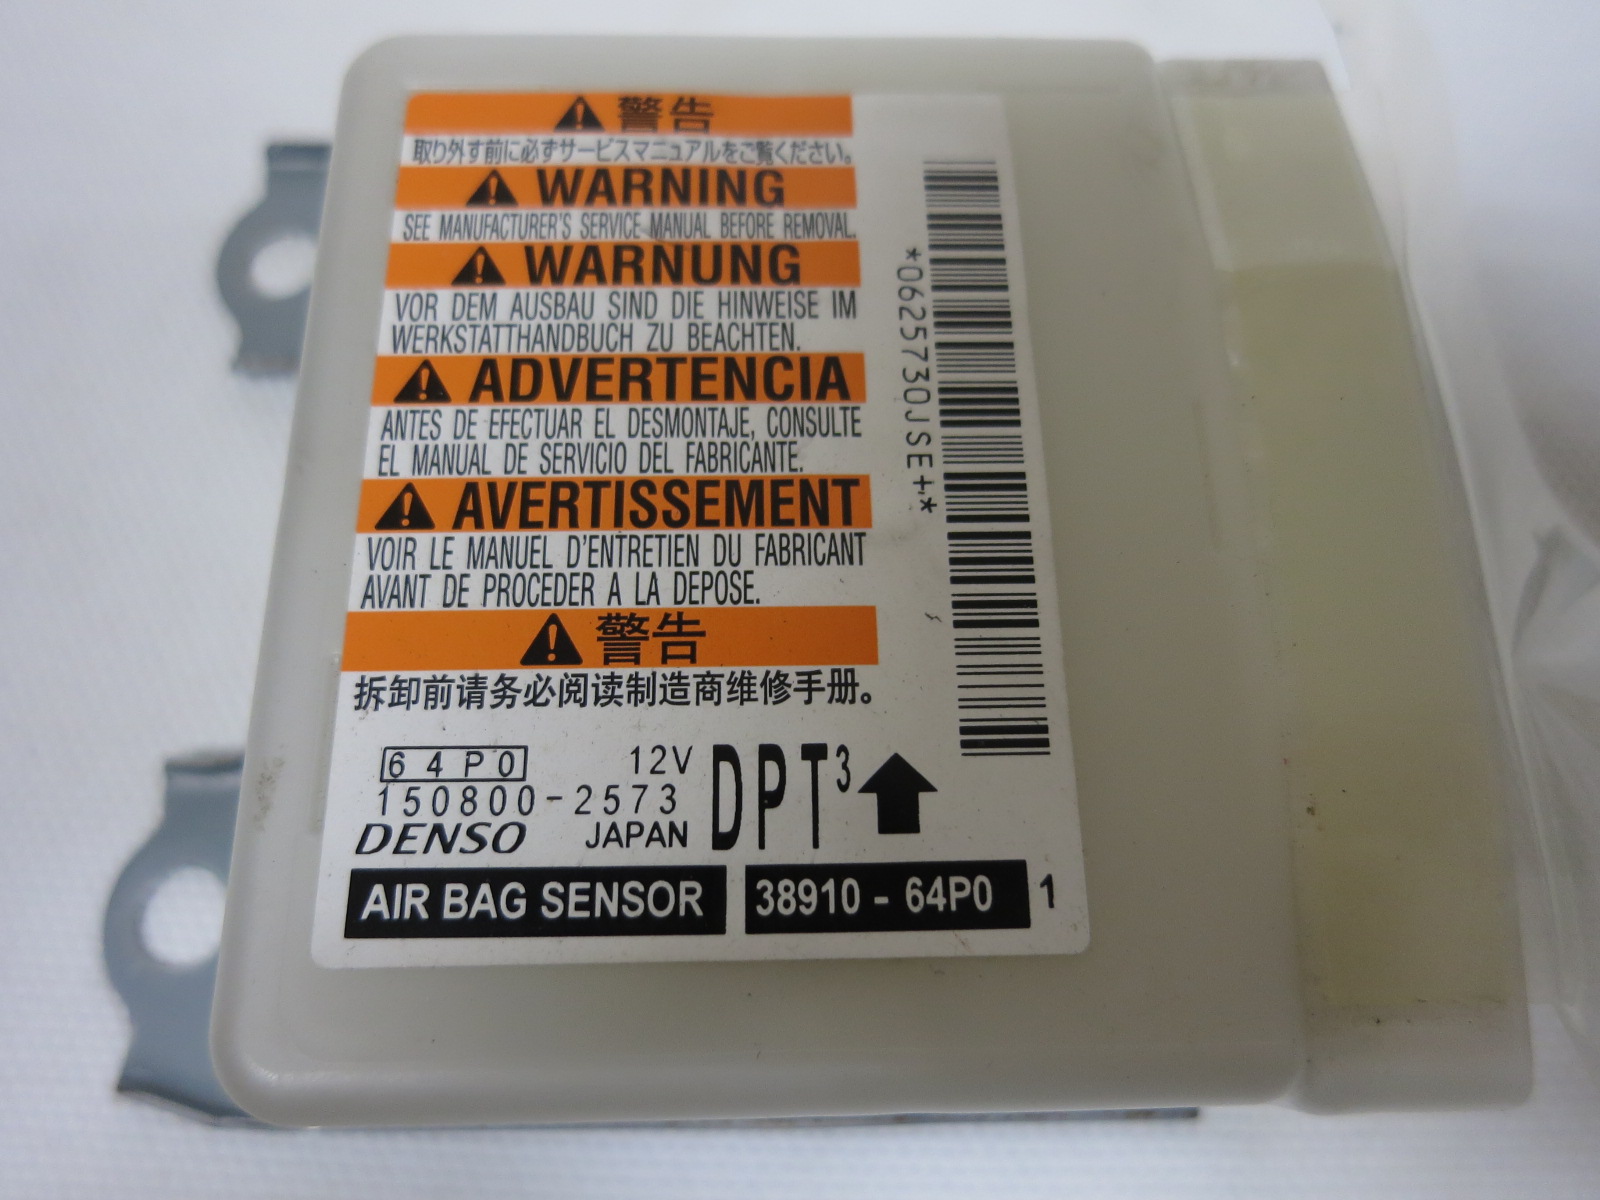 警告
取り外す前に必ずサービスマニュアルをご覧ください。
WARNING
SEE MANUFACTURER'S SERVICE MANUAL BEFORE REMOVAL.
WARNUNG
VOR DEM AUSBAU SIND DIE HINWEISE IM
WERKSTATTHANDBUCH ZU BEACHTEN.
ADVERTENCIA
ANTES DE EFECTUAR EL DESMONTAJE, CONSULTE
EL MANUAL DE SERVICIO DEL FABRICANTE.
AVERTISSEMENT
VOIR LE MANUEL D'ENTRETIEN DU FABRICANT
AVANT DE PROCEDER A LA DEPOSE.
警告
拆卸前请务必阅读制造商维修手册。
64P0 12V
150800-2573
DENSO JAPAN
DPT3
AIR BAG SENSOR 38910 - 64P0 1
*0625730JSE+,*